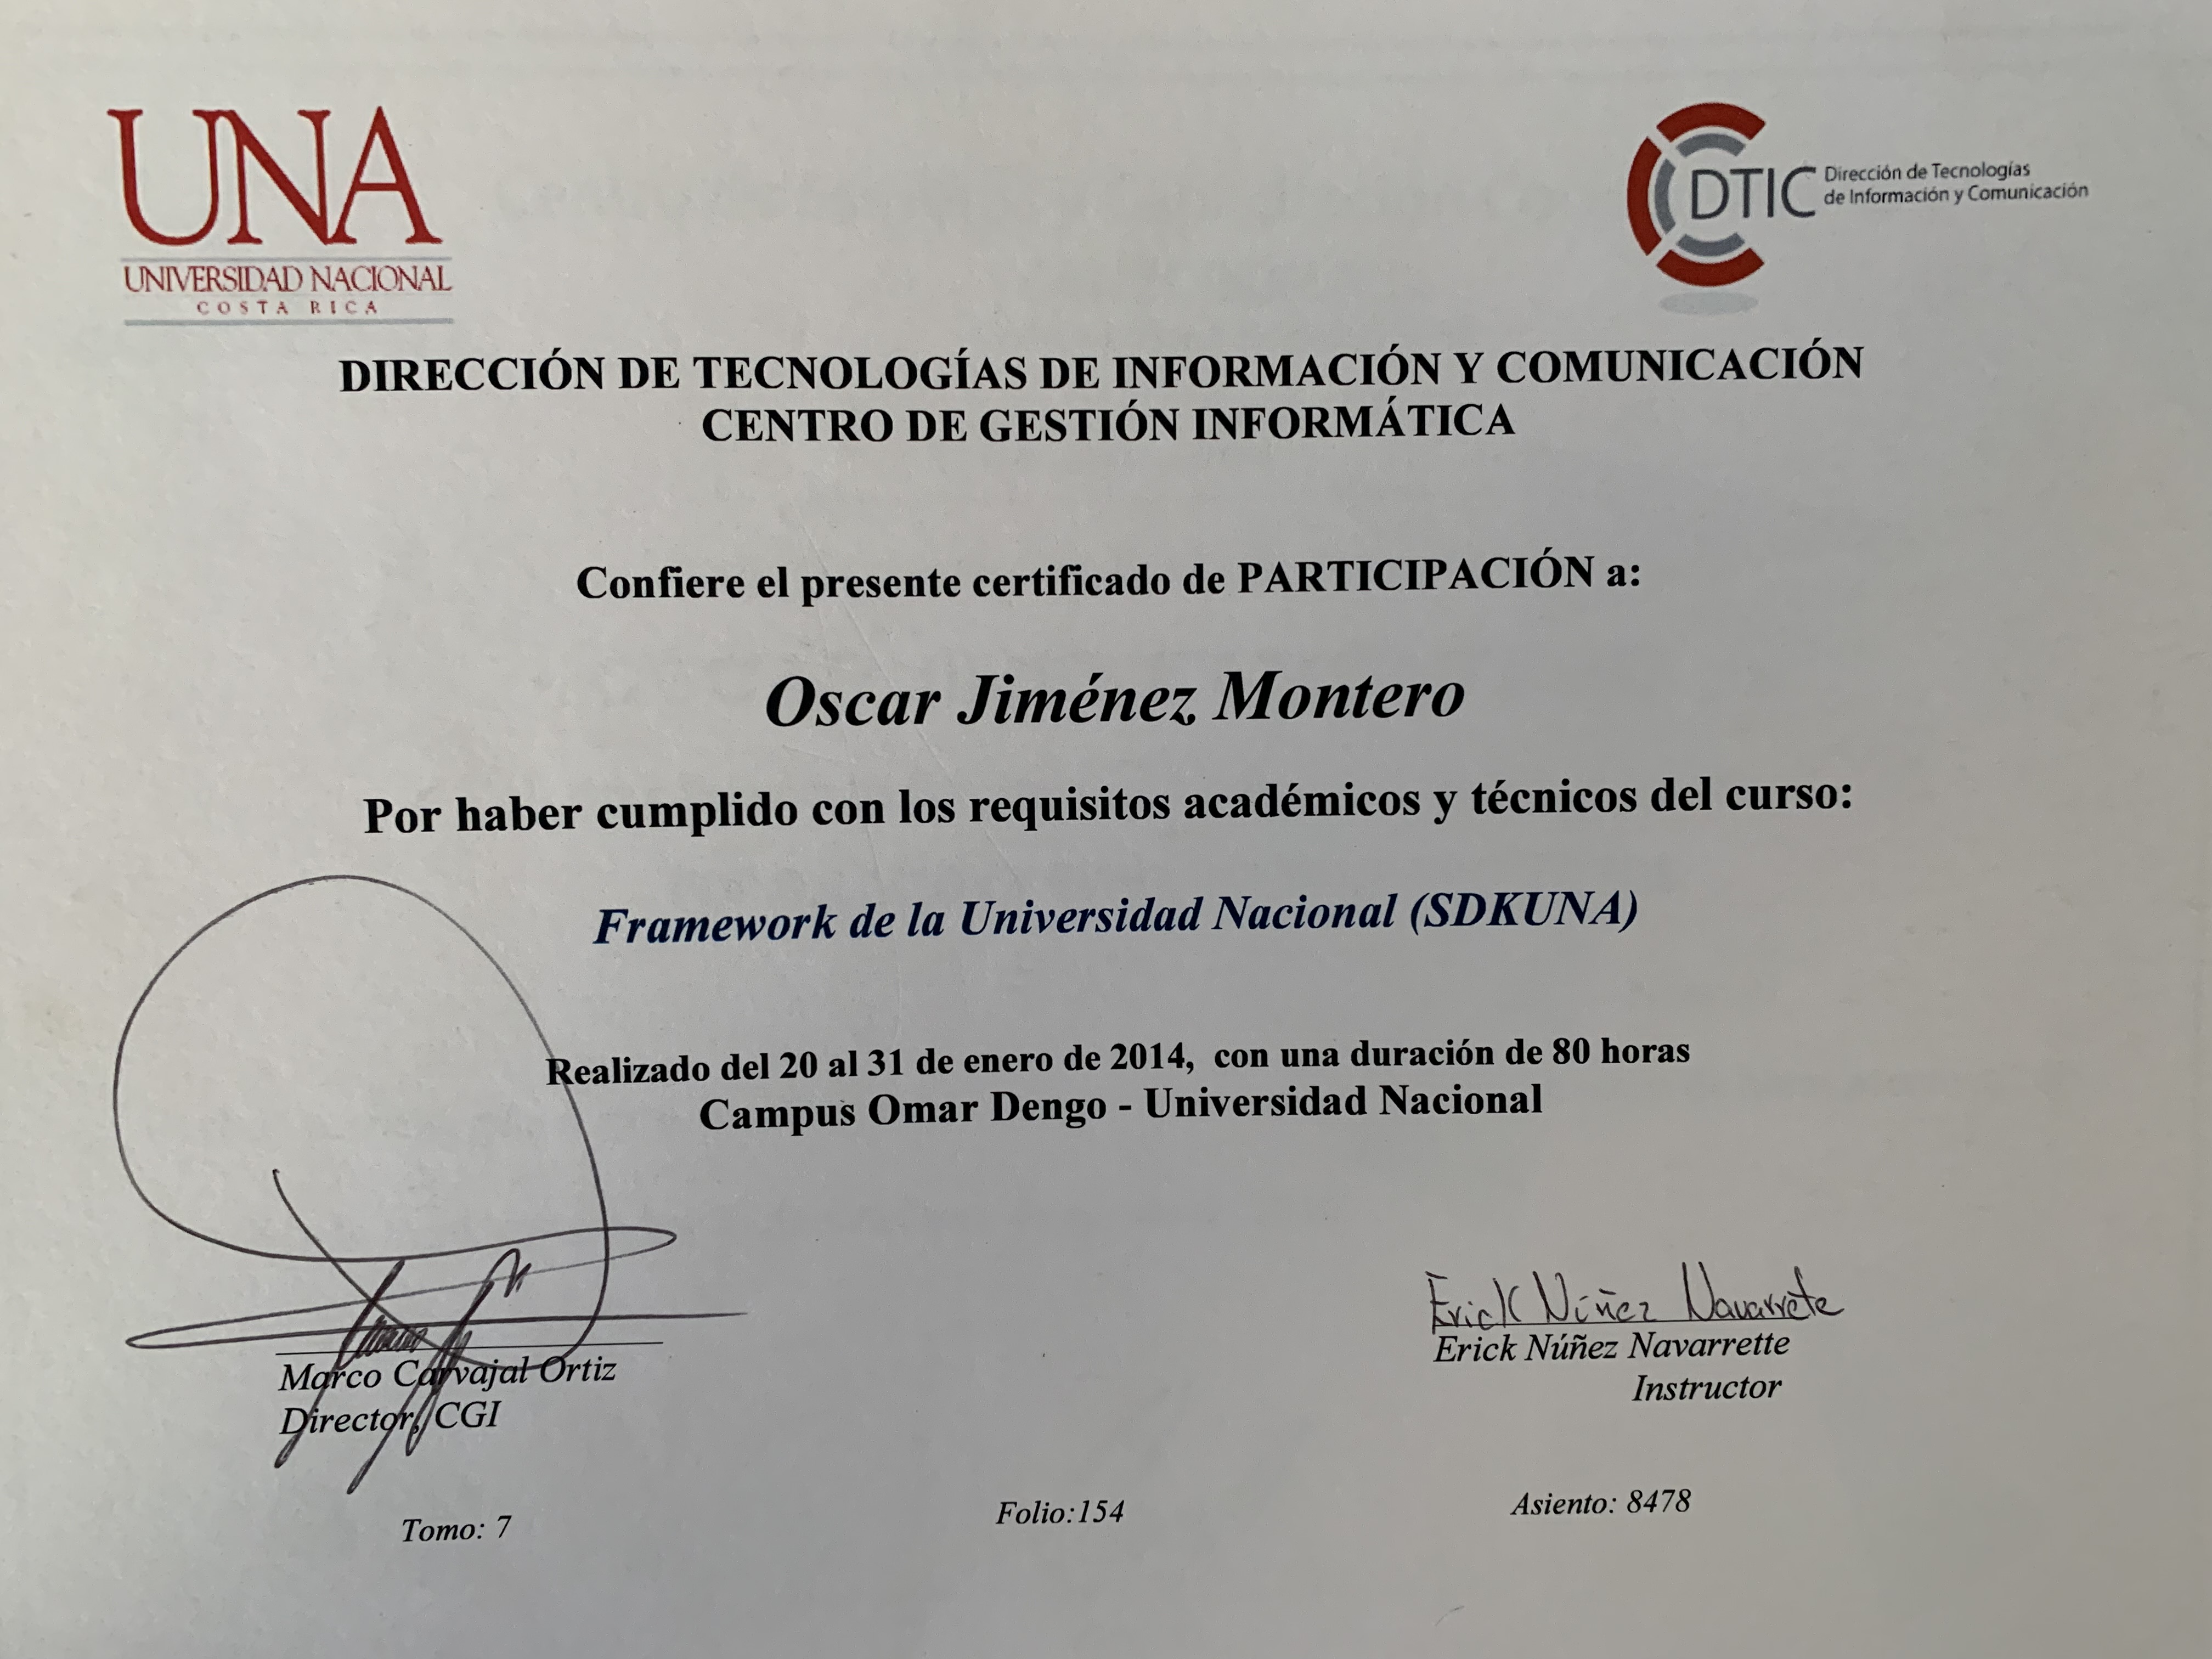 UNA
UNIVERSIDAD NACIONAL
COSTA RICA
DTIC
Dirección de Tecnologías
de Información y Comunicación
DIRECCIÓN DE TECNOLOGÍAS DE INFORMACIÓN Y COMUNICACIÓN
CENTRO DE GESTIÓN INFORMÁTICA
Confiere el presente certificado de PARTICIPACIÓN a:
Oscar Jiménez Montero
Por haber cumplido con los requisitos académicos y técnicos del curso:
Framework de la Universidad Nacional (SDKUNA)
Realizado del 20 al 31 de enero de 2014, con una duración de 80 horas
Campus Omar Dengo - Universidad Nacional
Marco Carvajal Ortiz
Director, CGI
Erick Núñez Navarrete
Erick Núñez Navarrette
Instructor
Tomo: 7
Folio:154
Asiento: 8478